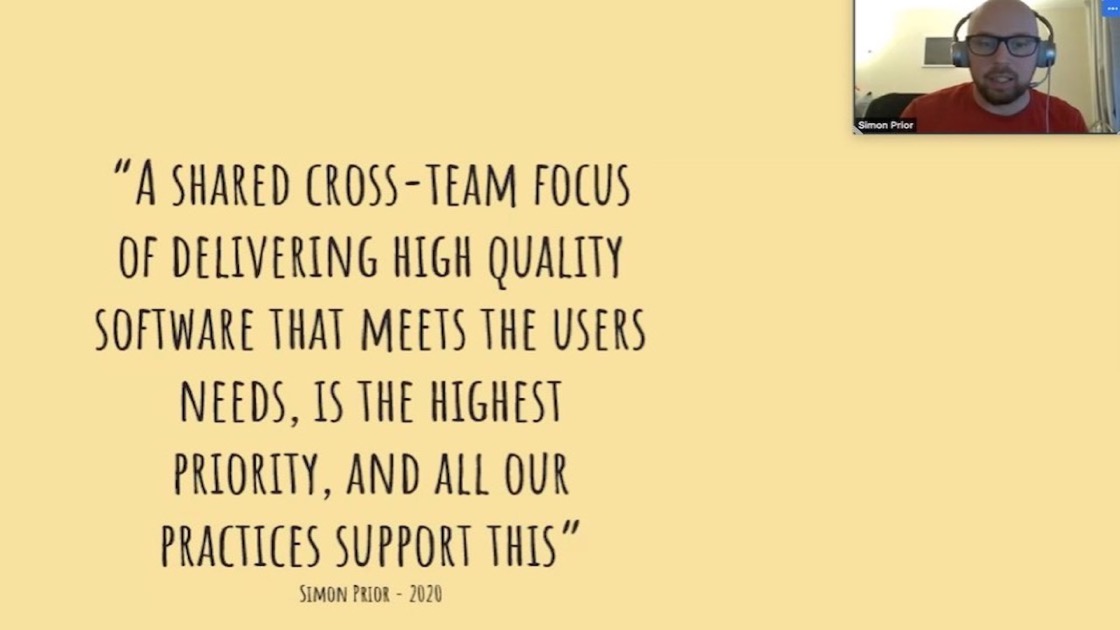 “A SHARED CROSS-TEAM FOCUS
OF DELIVERING HIGH QUALITY
SOFTWARE THAT MEETS THE USERS
NEEDS, IS THE HIGHEST
PRIORITY, AND ALL OUR
PRACTICES SUPPORT THIS”
SIMON PRIOR - 2020
Simon Prior